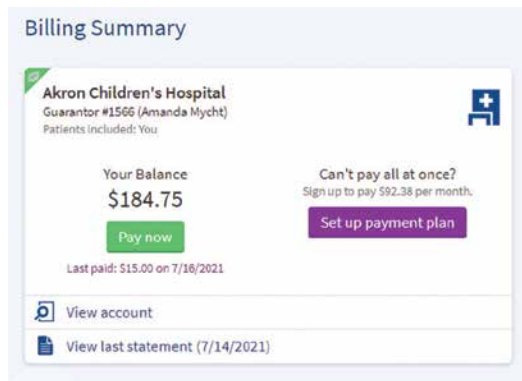 Billing Summary
Akron Children's Hospital
Guarantor #1566 (Amanda Mycht)
Patients included: You
Your Balance
$184.75
Pay now
Last paid: $15.00 on 7/16/2021
Can't pay all at once?
Sign up to pay $92.38 per month.
Set up payment plan
View account
View last statement (7/14/2021)